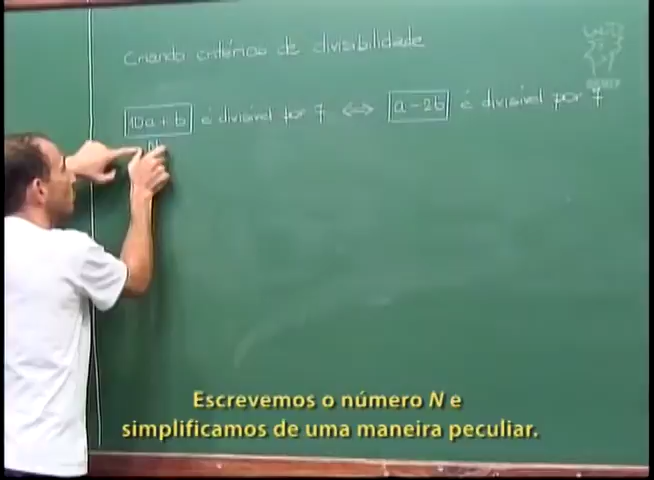 Criando critérios de divisibilidade
10a + b é divisível por 7 ⟺ a - 2b é divisível por 7
N
Escrevemos o número N e
simplificamos de uma maneira peculiar.